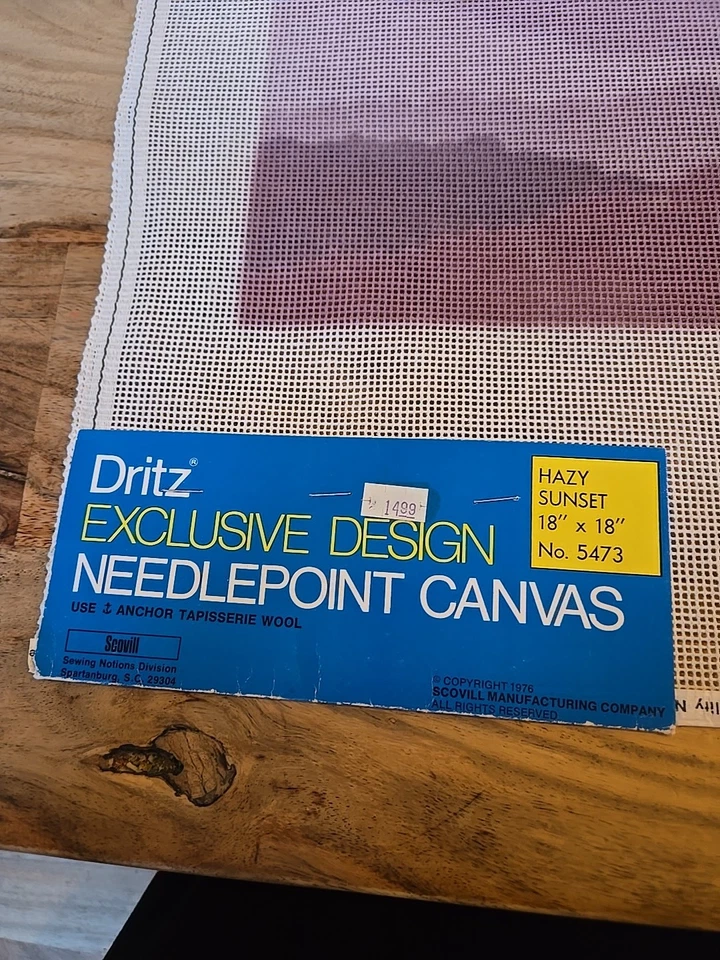 Dritz®
1499
EXCLUSIVE DESIGN
NEEDLEPOINT CANVAS
USE ⚓ ANCHOR TAPISSERIE WOOL
Scovill
Sewing Notions Division
Spartanburg, S.C. 29304
HAZY
SUNSET
18" x 18"
No. 5473
© COPYRIGHT 1976
SCOVILL MANUFACTURING COMPANY
ALL RIGHTS RESERVED